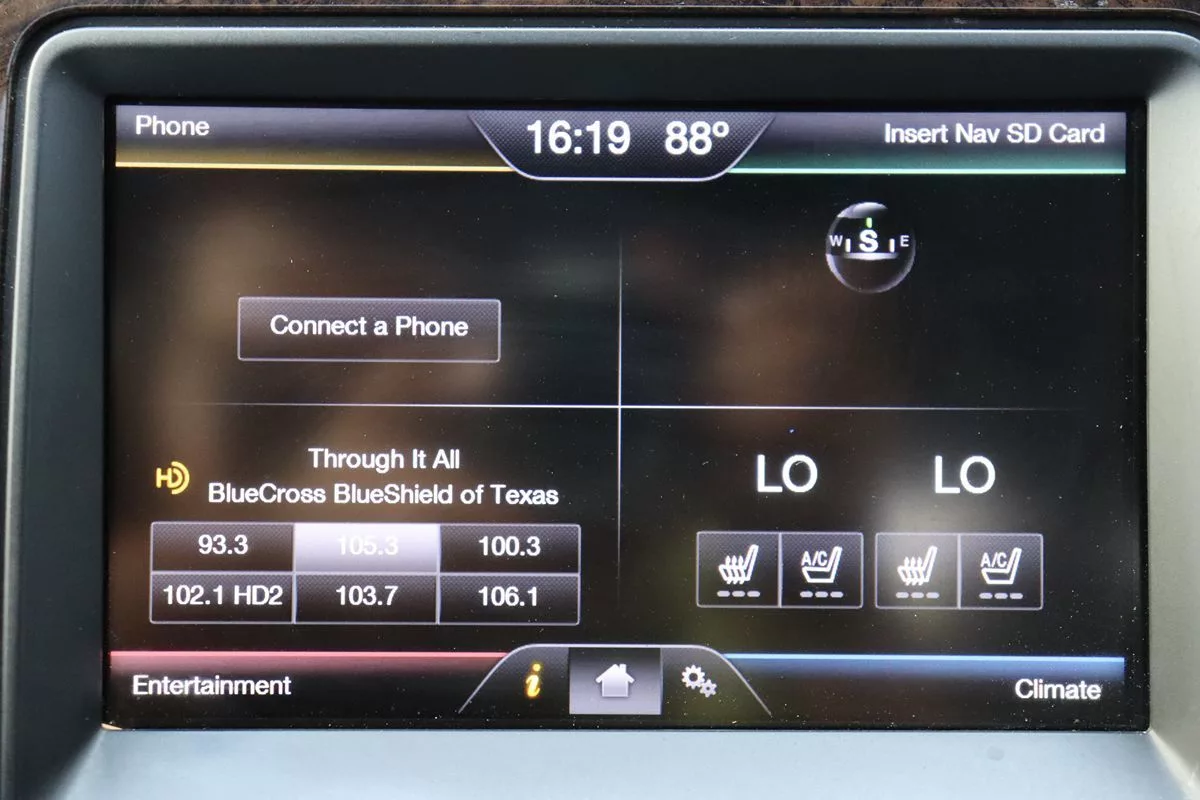 Phone
16:19 88°
Insert Nav SD Card
W S E
Connect a Phone
HD
Through It All
BlueCross BlueShield of Texas
93.3 105.3 100.3
102.1 HD2 103.7 106.1
LO LO
A/C A/C
Entertainment
i
Climate